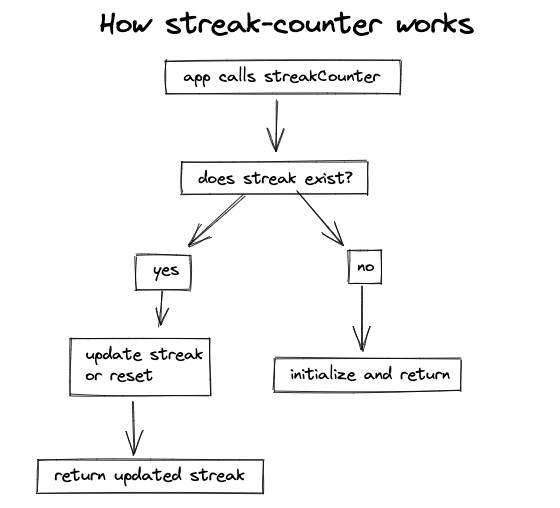 How streak-counter works
app calls streakCounter
does streak exist?
yes
no
update streak
or reset
initialize and return
return updated streak